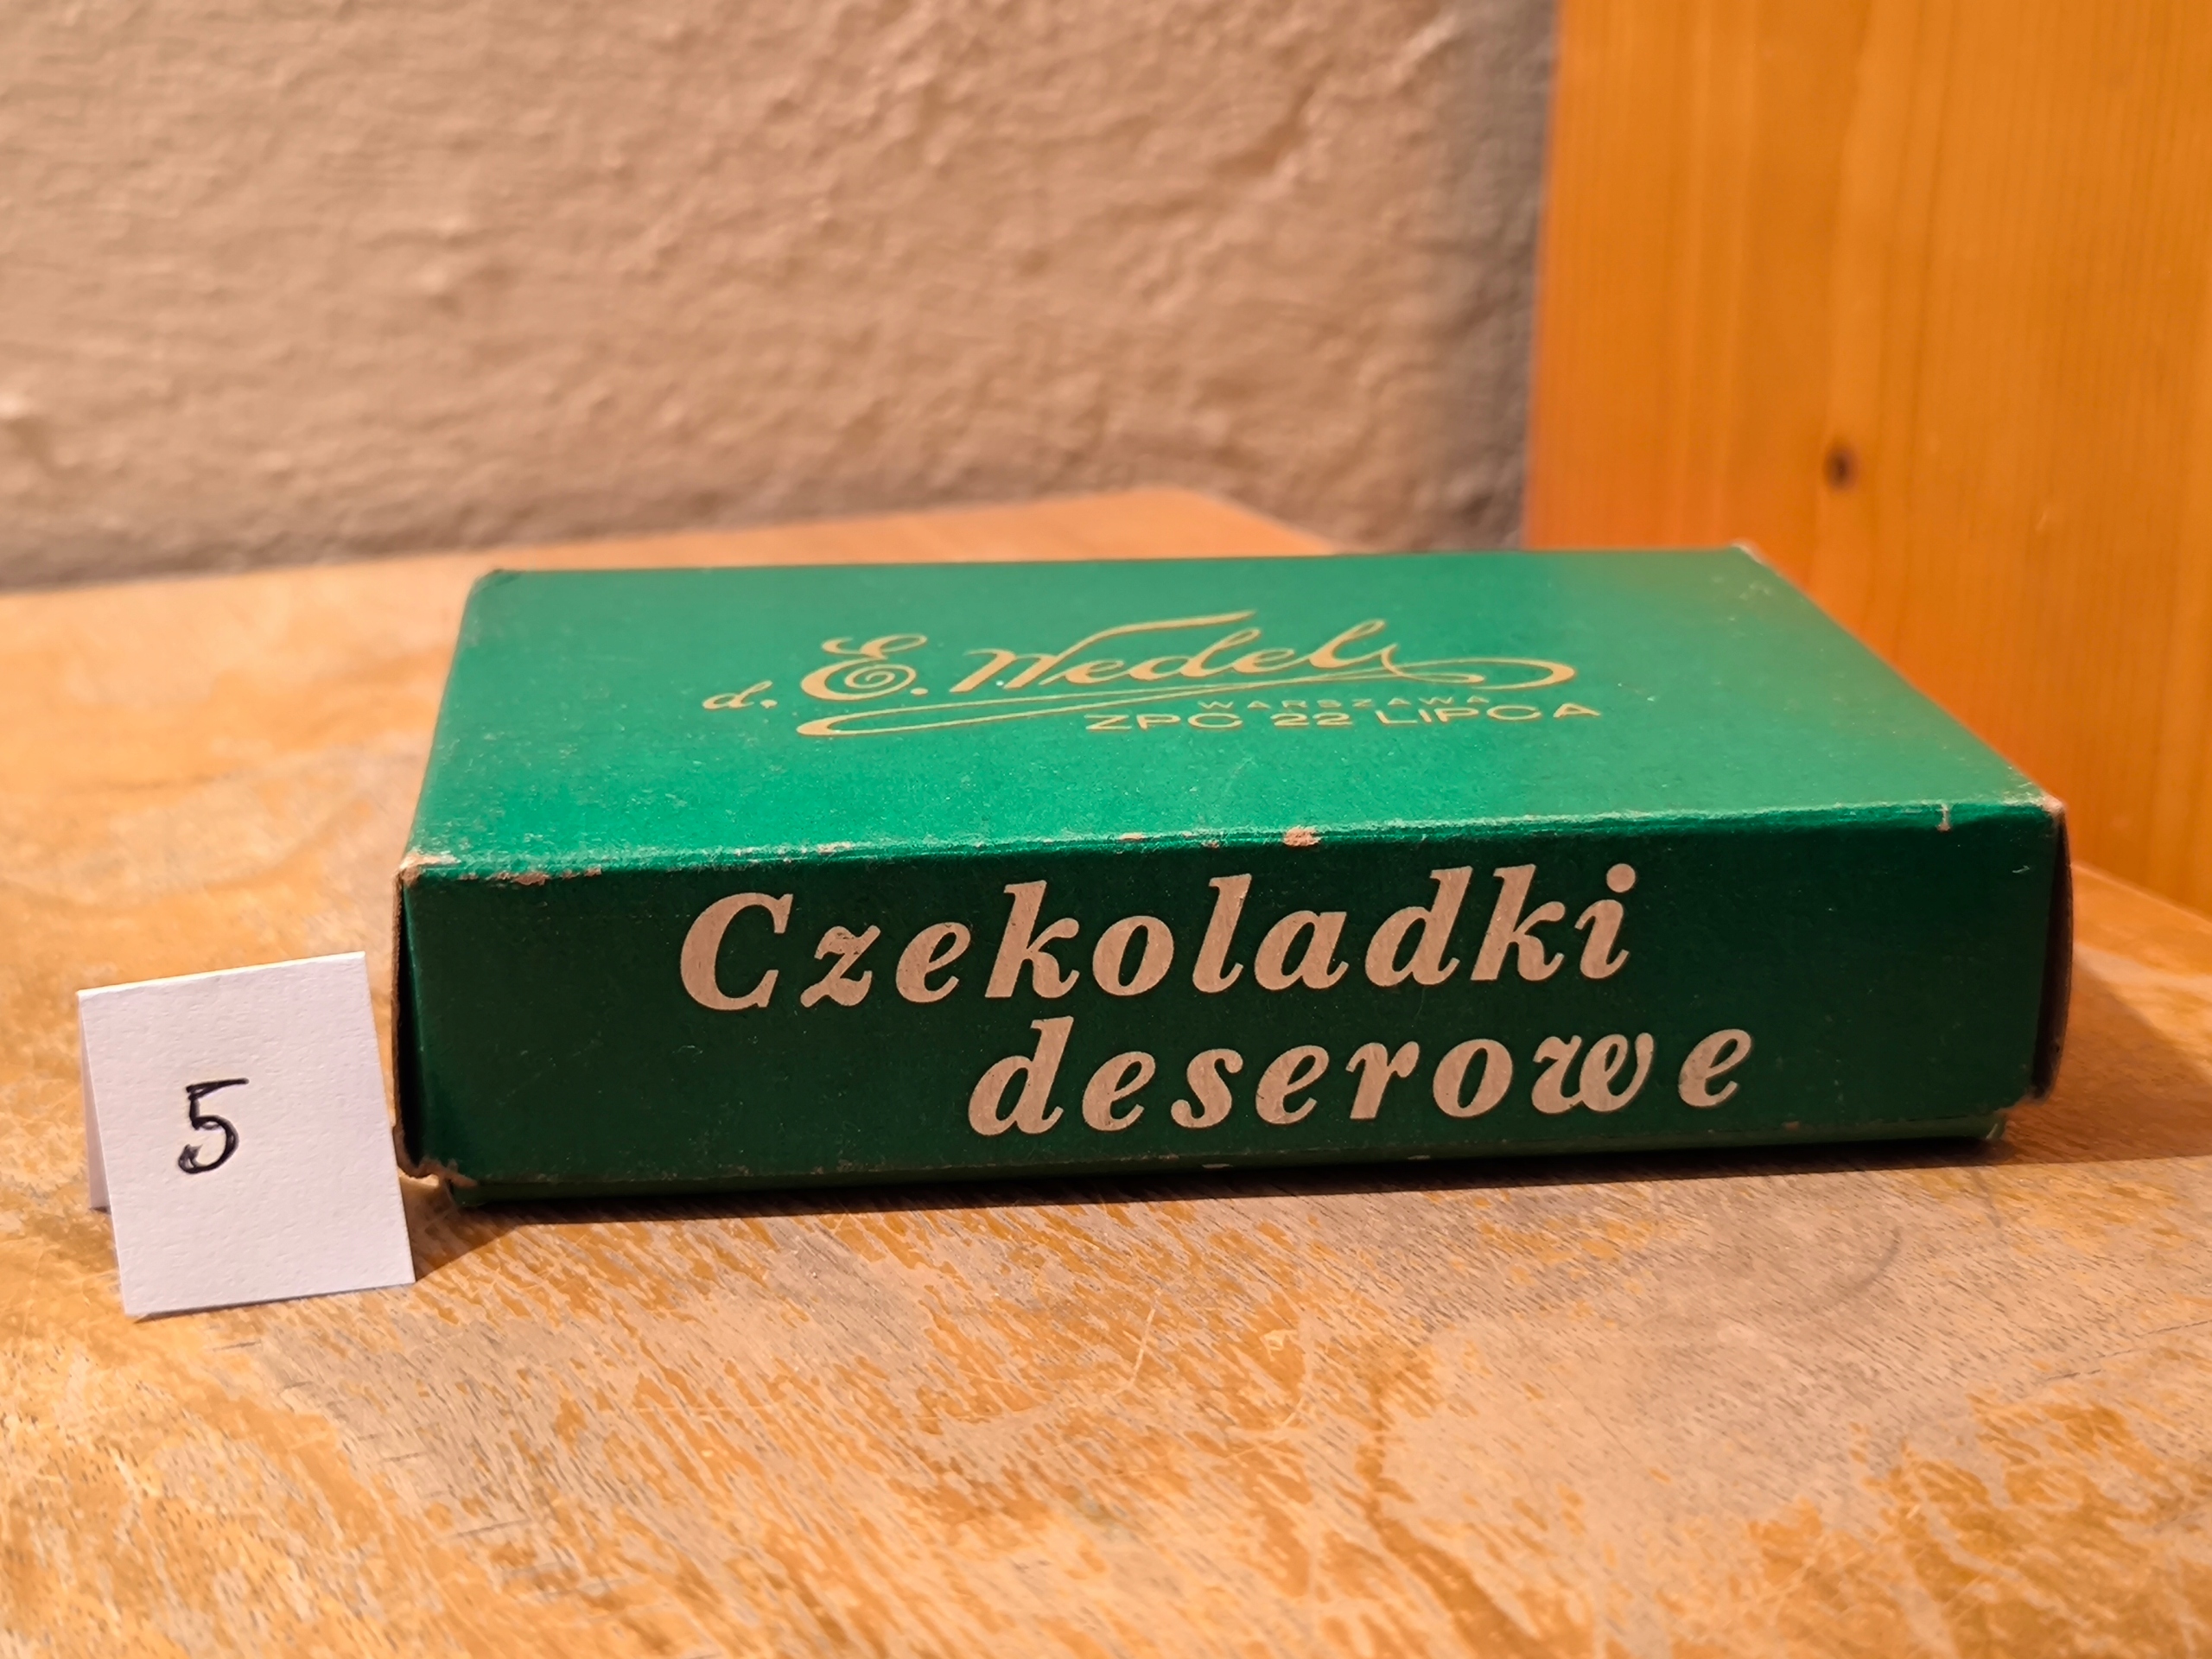 d. E. Wedel
WARSZAWA
ZPC 22 LIPCA
Czekoladki
deserowe
5